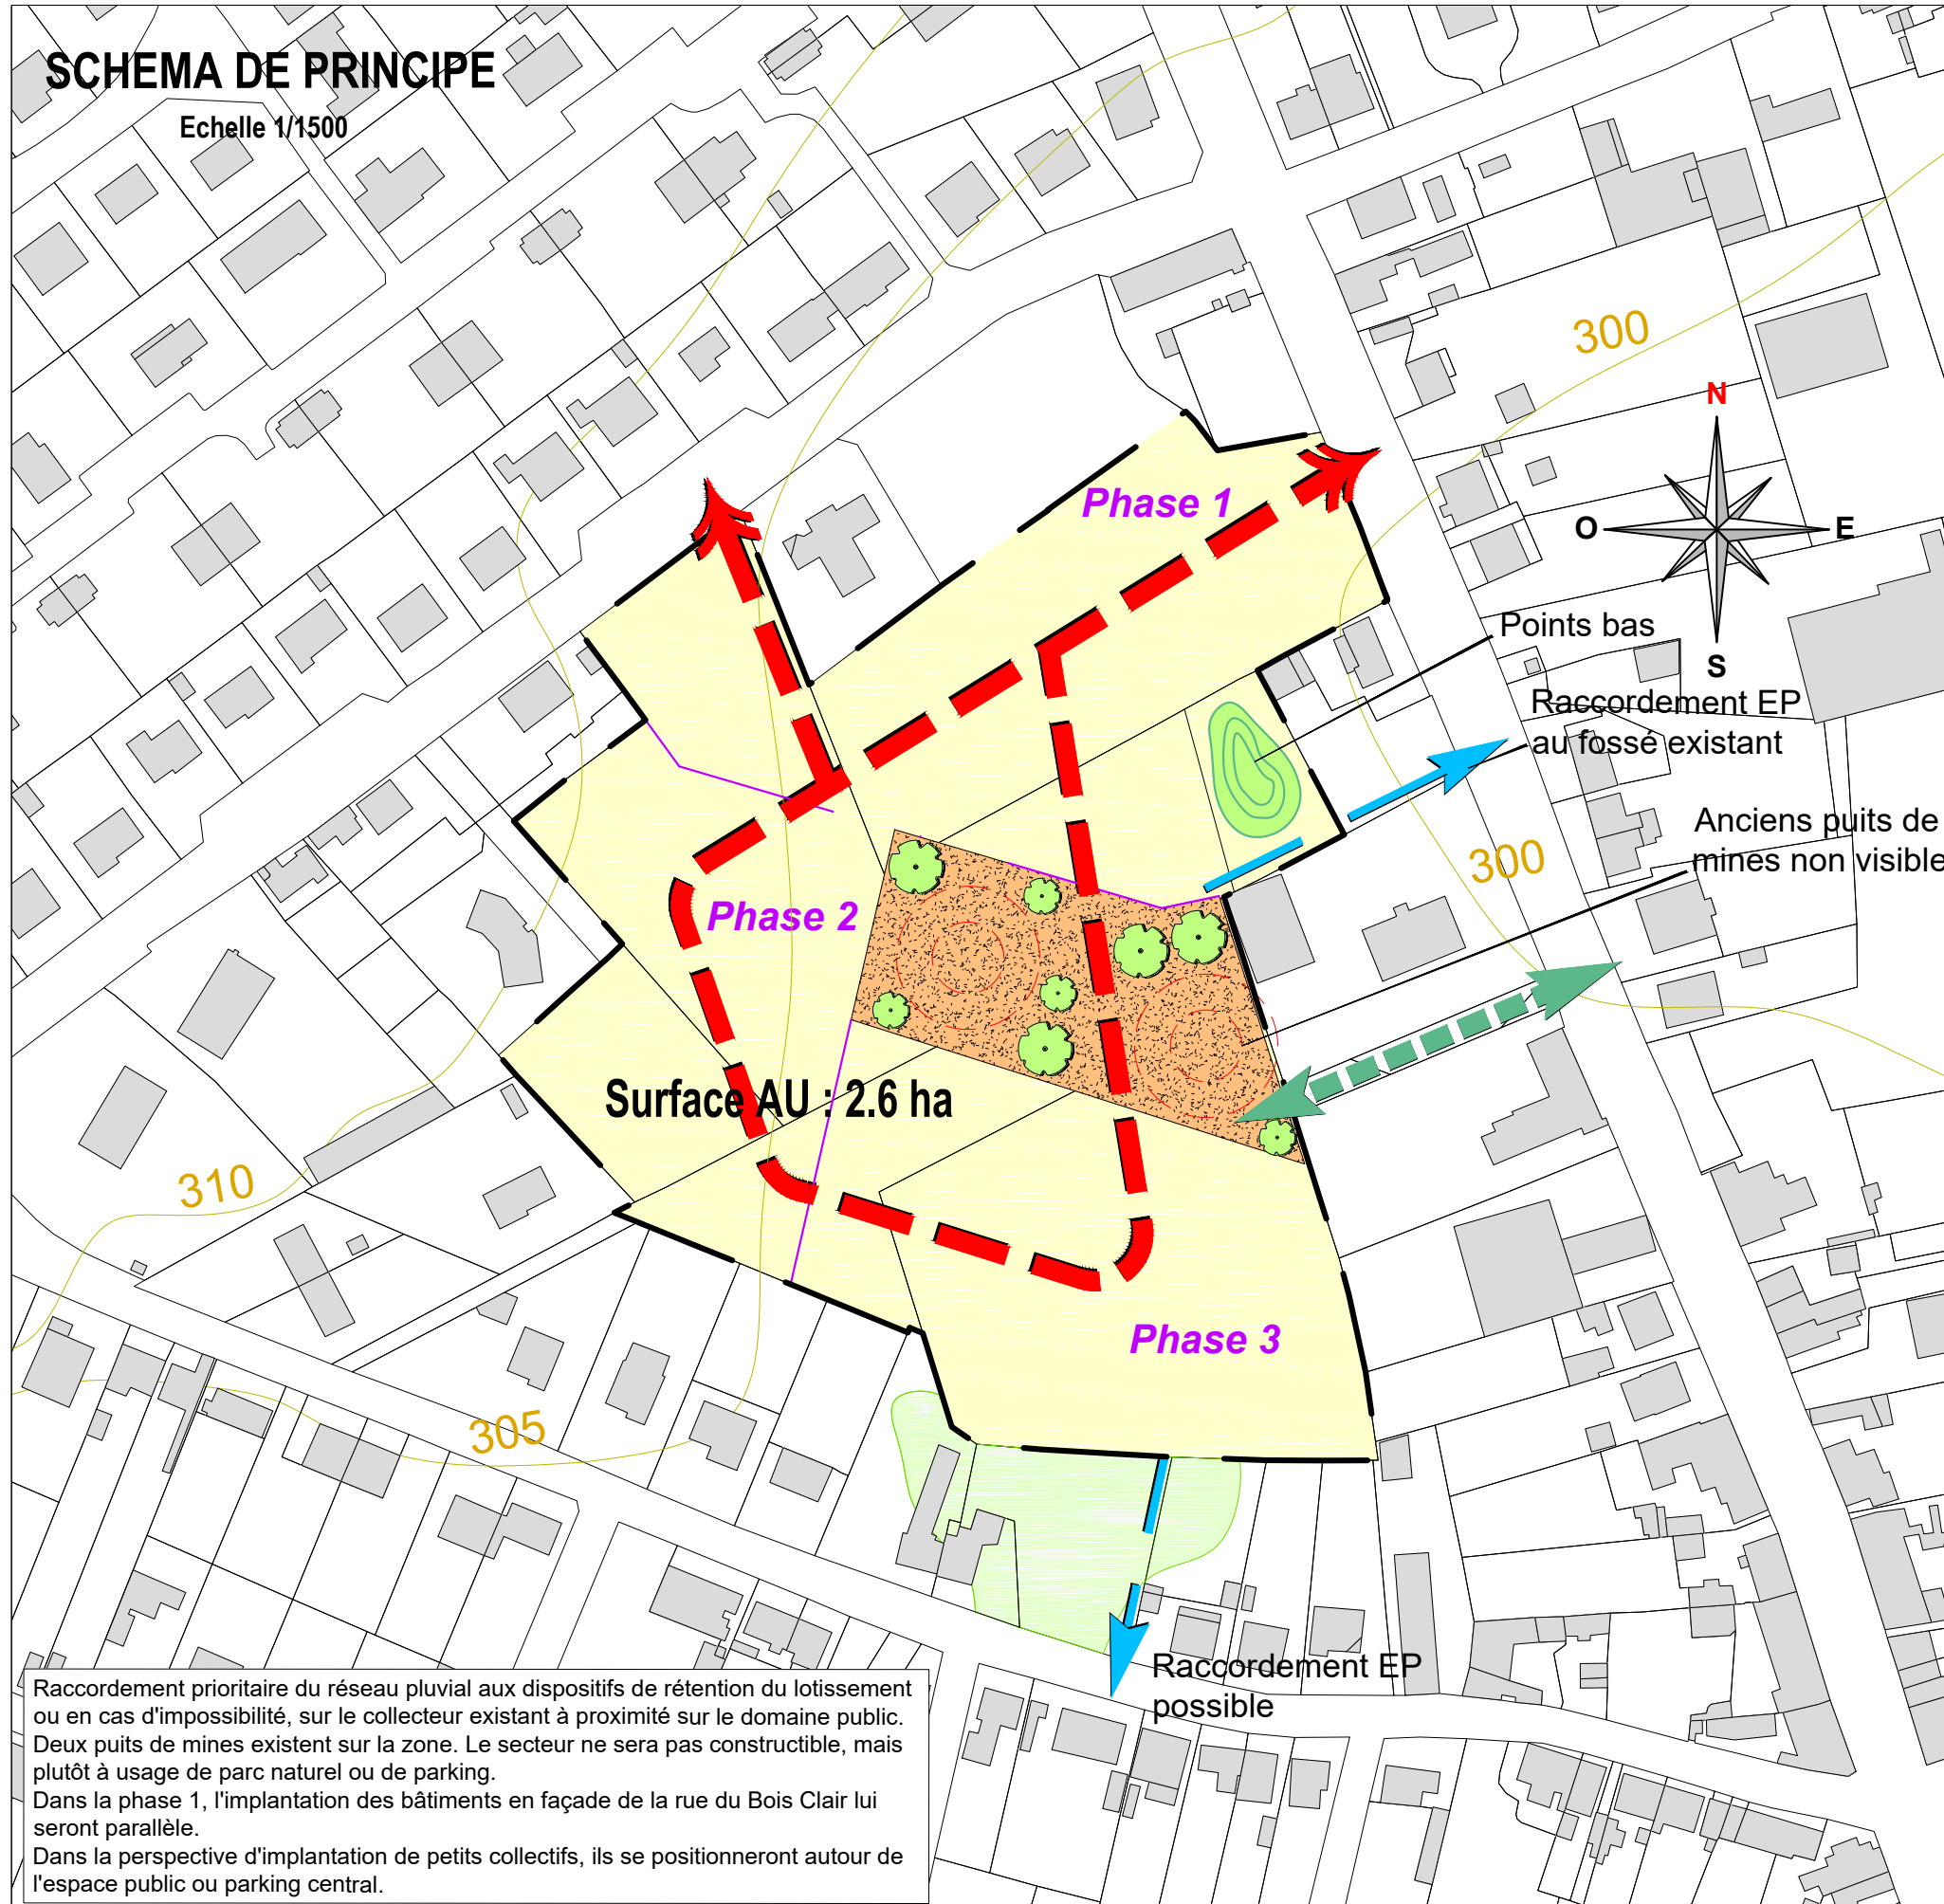 SCHEMA DE PRINCIPE
Echelle 1/1500
300
N
Phase 1
O
E
Points bas
S
Raccordement EP
au fossé existant
Anciens puits de
mines non visible
300
Phase 2
Surface AU : 2.6 ha
310
Phase 3
305
Raccordement EP
possible
Raccordement prioritaire du réseau pluvial aux dispositifs de rétention du lotissement
ou en cas d'impossibilité, sur le collecteur existant à proximité sur le domaine public.
Deux puits de mines existent sur la zone. Le secteur ne sera pas constructible, mais
plutôt à usage de parc naturel ou de parking.
Dans la phase 1, l'implantation des bâtiments en façade de la rue du Bois Clair lui
seront parallèle.
Dans la perspective d'implantation de petits collectifs, ils se positionneront autour de
l'espace public ou parking central.